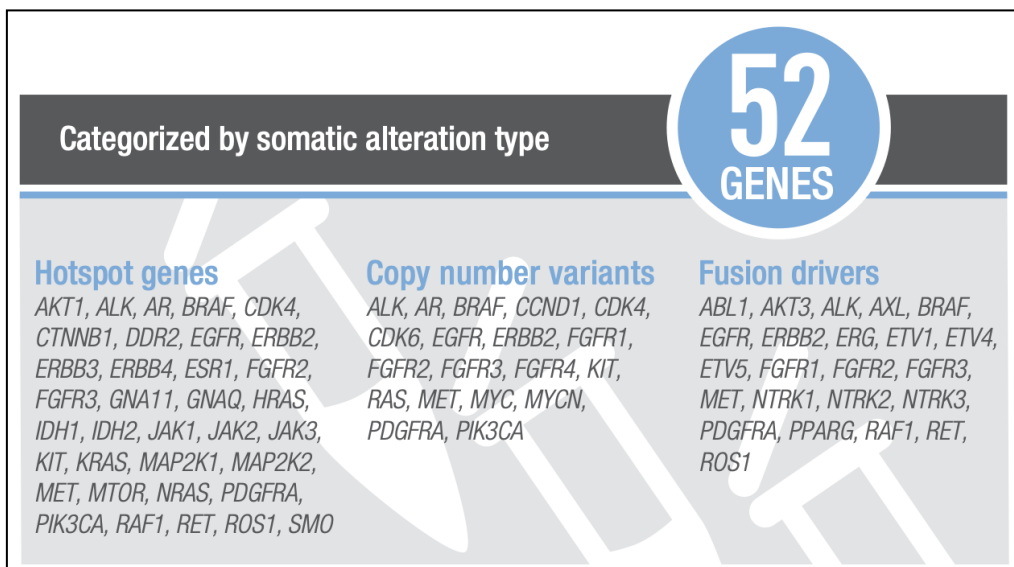 52
GENES
Categorized by somatic alteration type
Hotspot genes
AKT1, ALK, AR, BRAF, CDK4,
CTNNB1, DDR2, EGFR, ERBB2,
ERBB3, ERBB4, ESR1, FGFR2,
FGFR3, GNA11, GNAQ, HRAS,
IDH1, IDH2, JAK1, JAK2, JAK3,
KIT, KRAS, MAP2K1, MAP2K2,
MET, MTOR, NRAS, PDGFRA,
PIK3CA, RAF1, RET, ROS1, SMO
Copy number variants
ALK, AR, BRAF, CCND1, CDK4,
CDK6, EGFR, ERBB2, FGFR1,
FGFR2, FGFR3, FGFR4, KIT,
RAS, MET, MYC, MYCN,
PDGFRA, PIK3CA
Fusion drivers
ABL1, AKT3, ALK, AXL, BRAF,
EGFR, ERBB2, ERG, ETV1, ETV4,
ETV5, FGFR1, FGFR2, FGFR3,
MET, NTRK1, NTRK2, NTRK3,
PDGFRA, PPARG, RAF1, RET,
ROS1